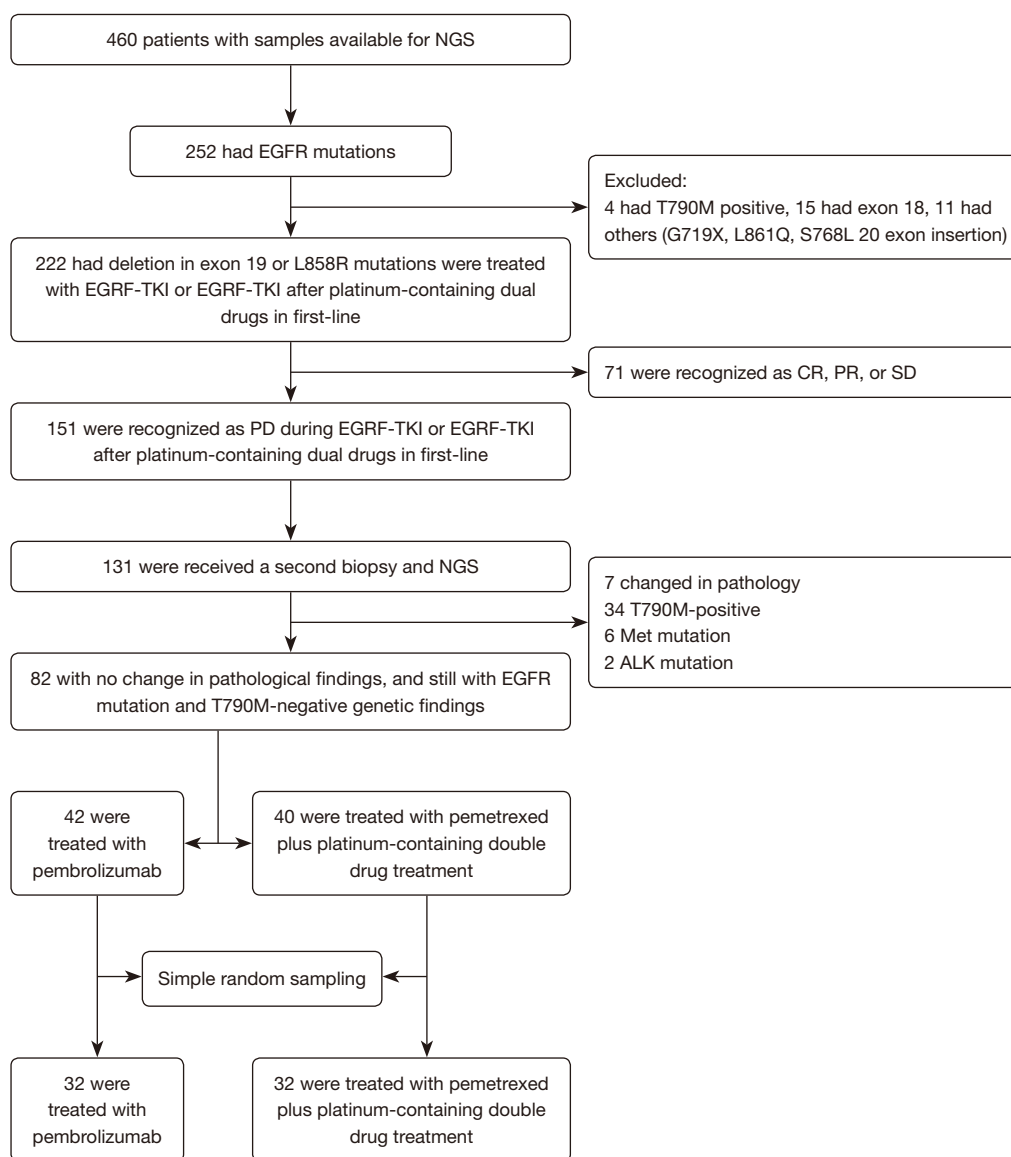 460 patients with samples available for NGS
252 had EGFR mutations
Excluded:
4 had T790M positive, 15 had exon 18, 11 had
others (G719X, L861Q, S768L 20 exon insertion)
222 had deletion in exon 19 or L858R mutations were treated
with EGRF-TKI or EGRF-TKI after platinum-containing dual
drugs in first-line
71 were recognized as CR, PR, or SD
151 were recognized as PD during EGRF-TKI or EGRF-TKI
after platinum-containing dual drugs in first-line
131 were received a second biopsy and NGS
7 changed in pathology
34 T790M-positive
6 Met mutation
2 ALK mutation
82 with no change in pathological findings, and still with EGFR
mutation and T790M-negative genetic findings
42 were
treated with
pembrolizumab
40 were treated with pemetrexed
plus platinum-containing double
drug treatment
Simple random sampling
32 were
treated with
pembrolizumab
32 were treated with pemetrexed
plus platinum-containing double
drug treatment